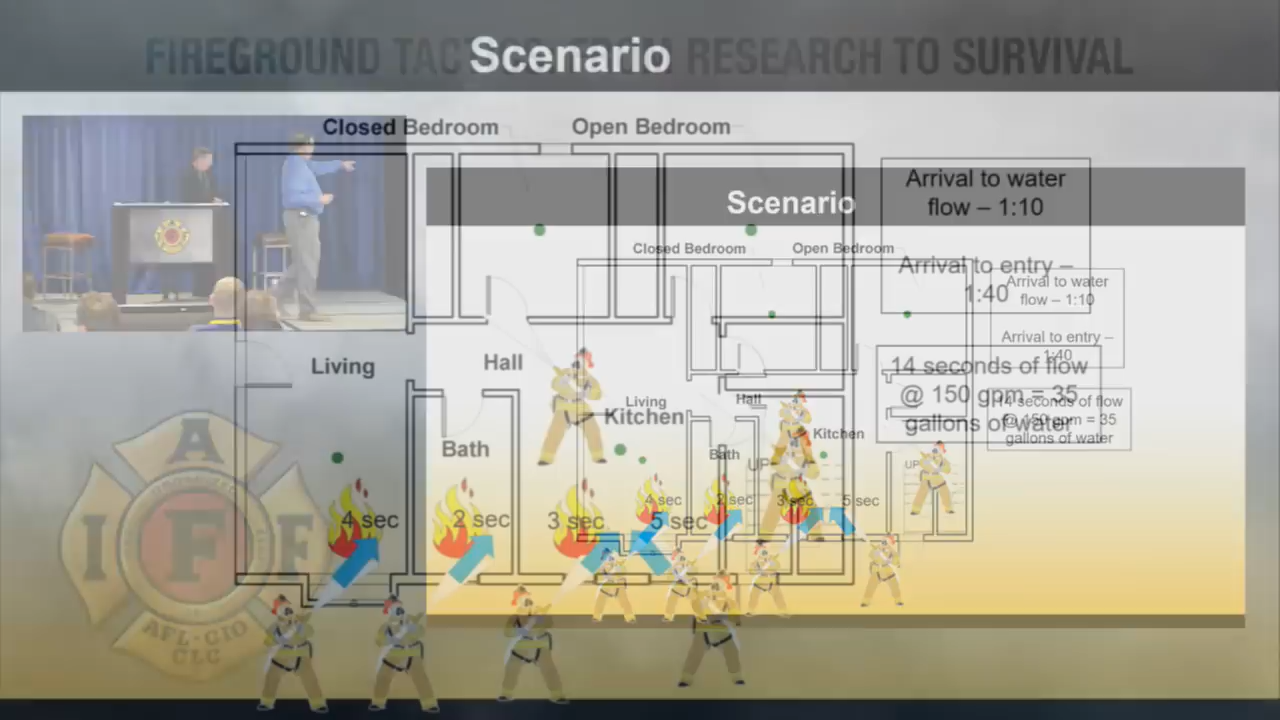 FIREGROUND TACTICS: FROM RESEARCH TO SURVIVAL
Scenario
Closed Bedroom
Open Bedroom
Arrival to water
flow – 1:10
Arrival to entry –
1:40
14 seconds of flow
@ 150 gpm = 35
gallons of water
Living
Hall
Kitchen
Bath
UP
4 sec
2 sec
3 sec
5 sec
Scenario
Closed Bedroom
Open Bedroom
Arrival to water
flow – 1:10
Arrival to entry –
1:40
14 seconds of flow
@ 150 gpm = 35
gallons of water
Living
Hall
Kitchen
Bath
UP
4 sec
2 sec
3 sec
5 sec
A
I F F
AFL-CIO
CLC